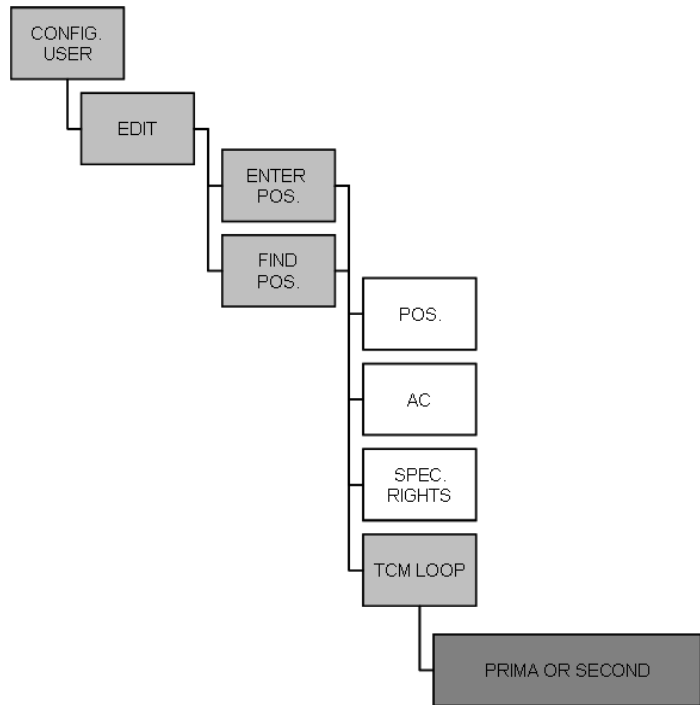 CONFIG.
USER
EDIT
ENTER
POS.
FIND
POS.
POS.
AC
SPEC.
RIGHTS
TCM LOOP
PRIMA OR SECOND